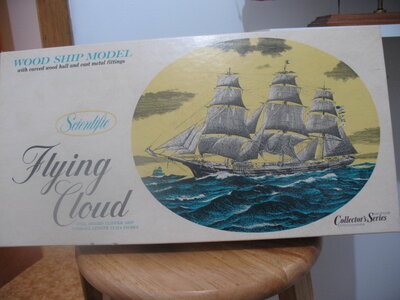 WOOD SHIP MODEL
with carved wood hull and cast metal fittings
Scientific
Flying
Cloud
Collector's Series